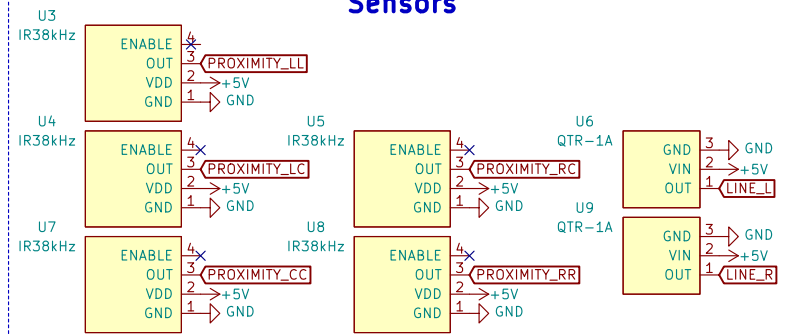 Sensors
U3
IR38kHz
ENABLE 4
OUT 3 PROXIMITY_LL
VDD 2 +5V
GND 1 GND
U4
IR38kHz
ENABLE 4
OUT 3 PROXIMITY_LC
VDD 2 +5V
GND 1 GND
U5
IR38kHz
ENABLE 4
OUT 3 PROXIMITY_RC
VDD 2 +5V
GND 1 GND
U6
QTR-1A
GND 3 GND
VIN 2 +5V
OUT 1 LINE_L
U7
IR38kHz
ENABLE 4
OUT 3 PROXIMITY_CC
VDD 2 +5V
GND 1 GND
U8
IR38kHz
ENABLE 4
OUT 3 PROXIMITY_RR
VDD 2 +5V
GND 1 GND
U9
QTR-1A
GND 3 GND
VIN 2 +5V
OUT 1 LINE_R